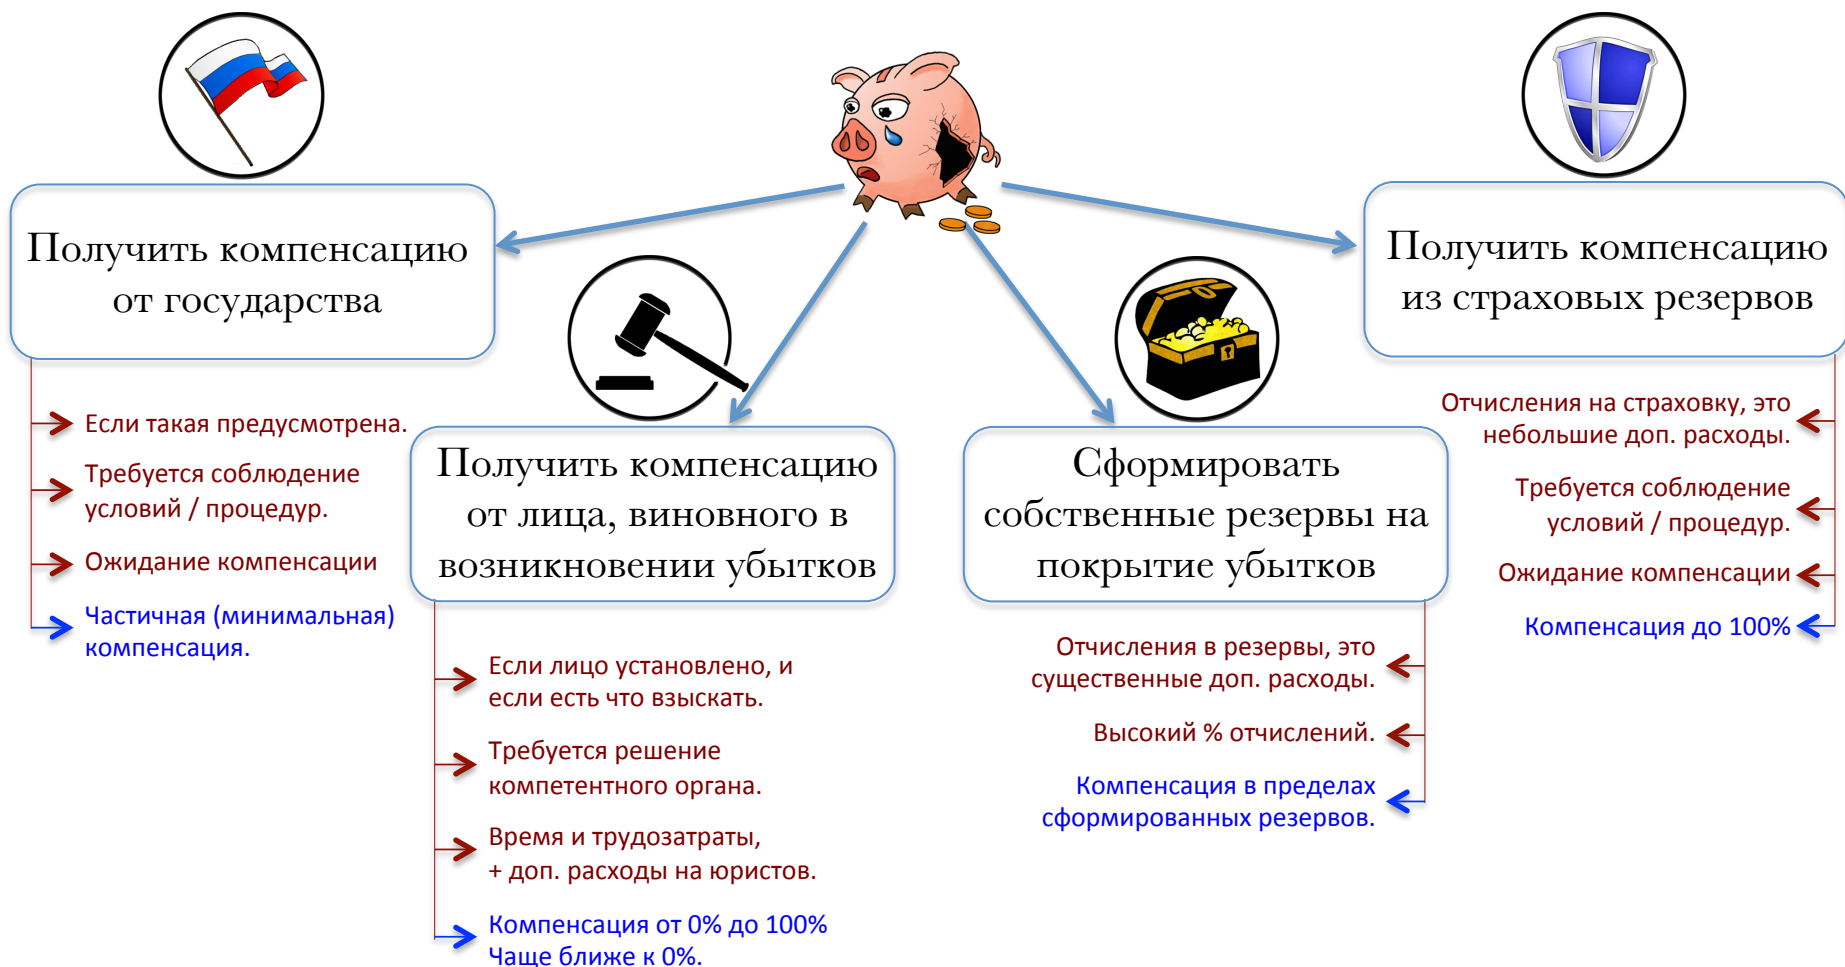 Получить компенсацию
от государства
Если такая предусмотрена.
Требуется соблюдение
условий / процедур.
Ожидание компенсации
Частичная (минимальная)
компенсация.
Получить компенсацию
от лица, виновного в
возникновении убытков
Если лицо установлено, и
если есть что взыскать.
Требуется решение
компетентного органа.
Время и трудозатраты,
+ доп. расходы на юристов.
Компенсация от 0% до 100%
Чаще ближе к 0%.
Сформировать
собственные резервы на
покрытие убытков
Отчисления в резервы, это
существенные доп. расходы.
Высокий % отчислений.
Компенсация в пределах
сформированных резервов.
Получить компенсацию
из страховых резервов
Отчисления на страховку, это
небольшие доп. расходы.
Требуется соблюдение
условий / процедур.
Ожидание компенсации
Компенсация до 100%